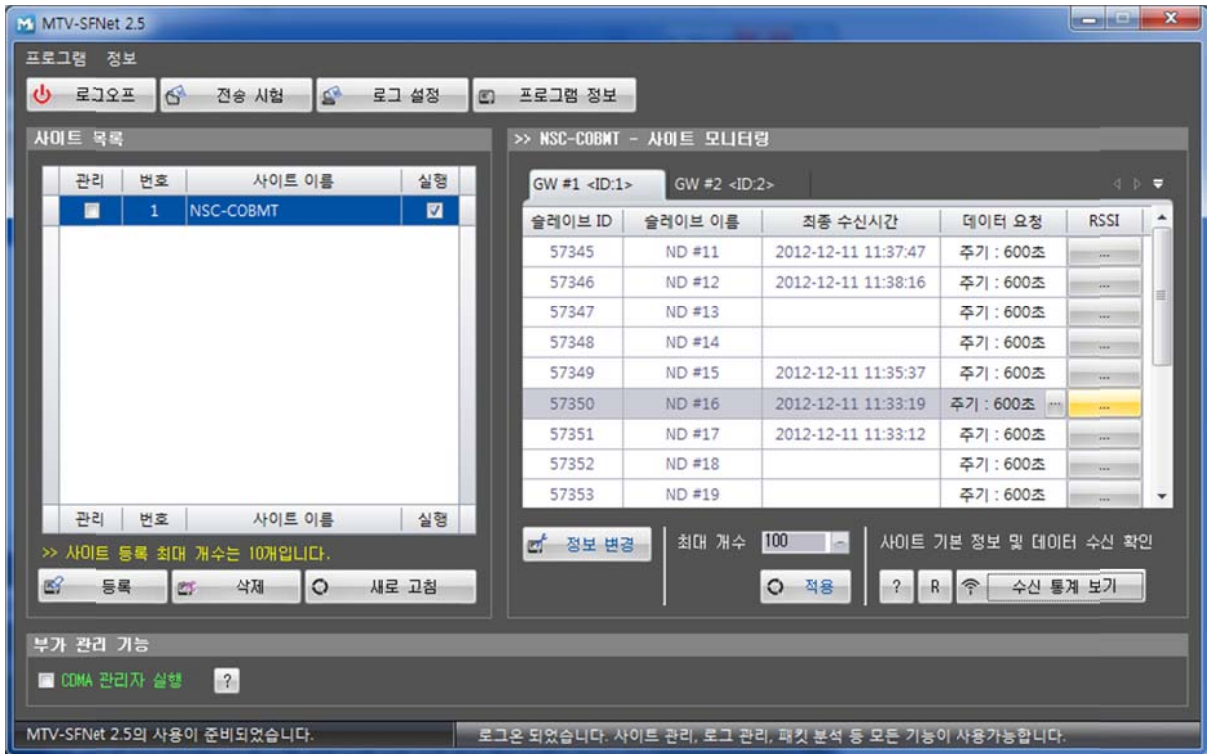 MTV-SFNet 2.5
프로그램 정보
로그오프 전송 시험 로그 설정 프로그램 정보
사이트 목록
관리 번호 사이트 이름 실행
1 NSC-COBMT
관리 번호 사이트 이름 실행
>> 사이트 등록 최대 개수는 10개입니다.
등록 삭제 새로 고침
>> NSC-COBMT - 사이트 모니터링
GW #1 <ID:1> GW #2 <ID:2>
슬레이브 ID 슬레이브 이름 최종 수신시간 데이터 요청 RSSI
57345 ND #11 2012-12-11 11:37:47 주기 : 600초 ...
57346 ND #12 2012-12-11 11:38:16 주기 : 600초 ...
57347 ND #13 주기 : 600초 ...
57348 ND #14 주기 : 600초 ...
57349 ND #15 2012-12-11 11:35:37 주기 : 600초 ...
57350 ND #16 2012-12-11 11:33:19 주기 : 600초 ... ...
57351 ND #17 2012-12-11 11:33:12 주기 : 600초 ...
57352 ND #18 주기 : 600초 ...
57353 ND #19 주기 : 600초 ...
정보 변경 최대 개수 100 사이트 기본 정보 및 데이터 수신 확인
적용 ? R 수신 통계 보기
부가 관리 기능
CDMA 관리자 실행 ?
MTV-SFNet 2.5의 사용이 준비되었습니다. 로그온 되었습니다. 사이트 관리, 로그 관리, 패킷 분석 등 모든 기능이 사용가능합니다.